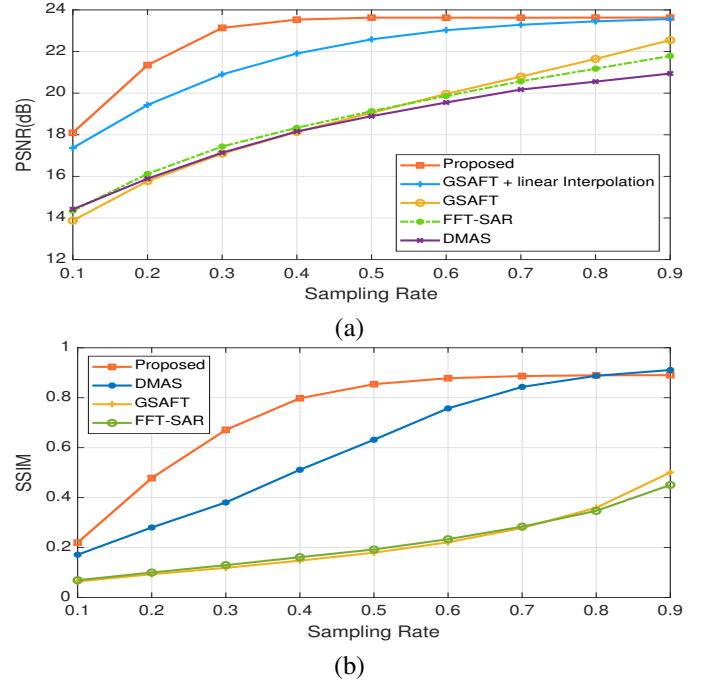 24
22
20
18
16
14
12
PSNR(dB)
Proposed
GSAFT + linear Interpolation
GSAFT
FFT-SAR
DMAS
0.1 0.2 0.3 0.4 0.5 0.6 0.7 0.8 0.9
Sampling Rate
(a)
1
0.8
0.6
0.4
0.2
0
SSIM
Proposed
DMAS
GSAFT
FFT-SAR
0.1 0.2 0.3 0.4 0.5 0.6 0.7 0.8 0.9
Sampling Rate
(b)